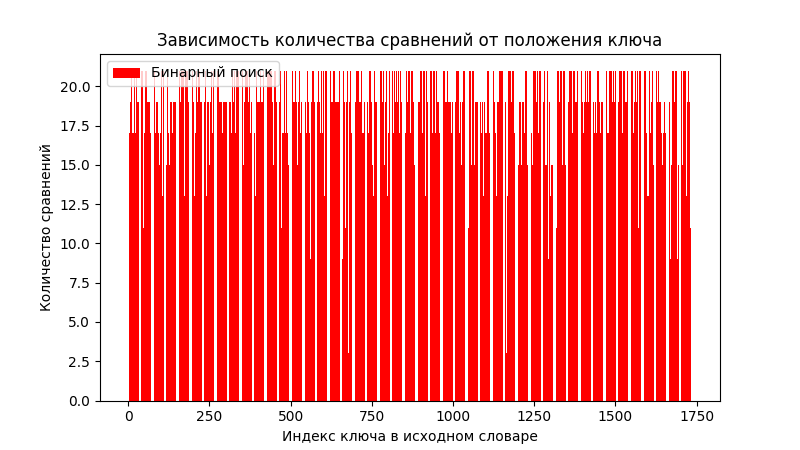 Зависимость количества сравнений от положения ключа
Бинарный поиск
Количество сравнений
20.0
17.5
15.0
12.5
10.0
7.5
5.0
2.5
0.0
0 250 500 750 1000 1250 1500 1750
Индекс ключа в исходном словаре